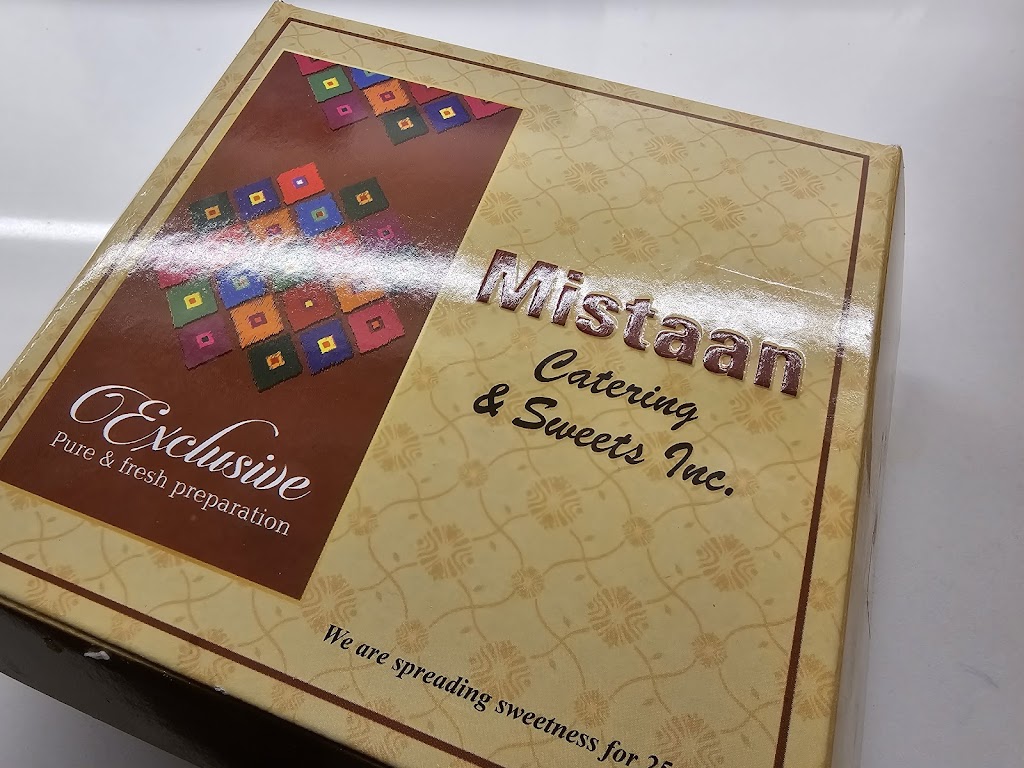 Mistaan
Catering
& Sweets Inc.
Exclusive
Pure & fresh preparation
We are spreading sweetness for